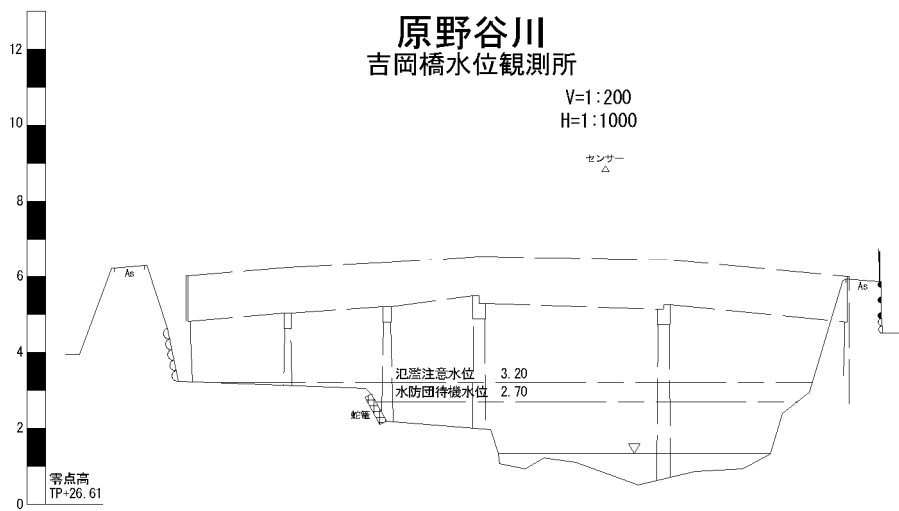 原野谷川
吉岡橋水位観測所
V=1:200
H=1:1000
センサー
12
10
8
6
4
2
0
As
As
氾濫注意水位 3.20
水防団待機水位 2.70
蛇篭
零点高
TP+26.61